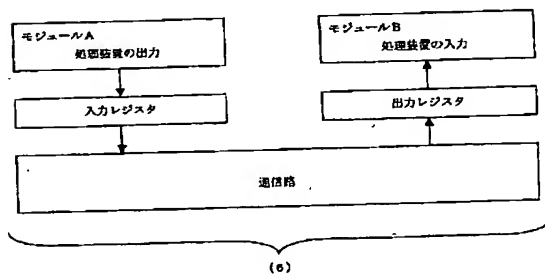 モジュールA
処理装置の出力
モジュールB
処理装置の入力
入力レジスタ
出力レジスタ
通信路
(6)